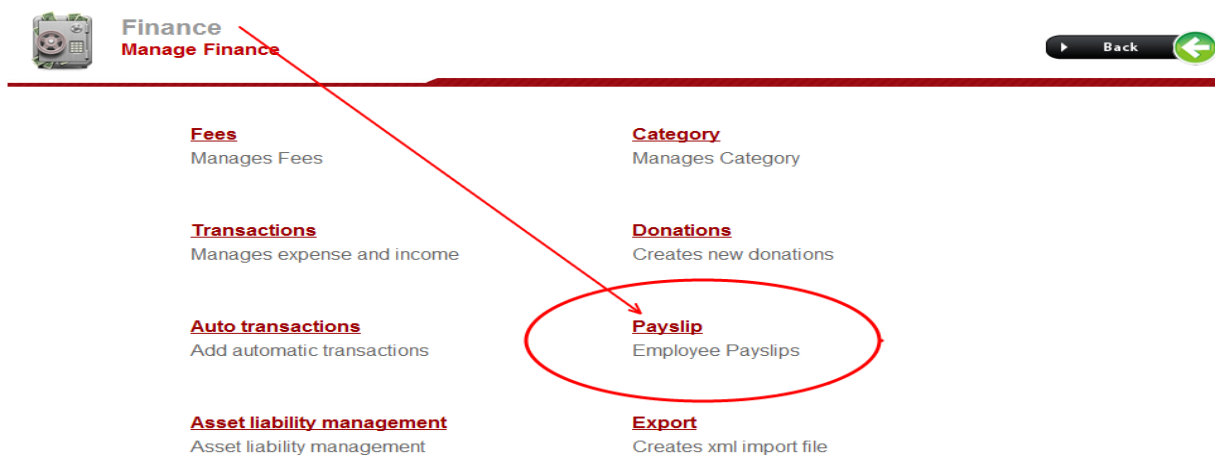 Finance
Manage Finance
Back
Fees
Manages Fees
Category
Manages Category
Transactions
Manages expense and income
Donations
Creates new donations
Auto transactions
Add automatic transactions
Payslip
Employee Payslips
Asset liability management
Asset liability management
Export
Creates xml import file